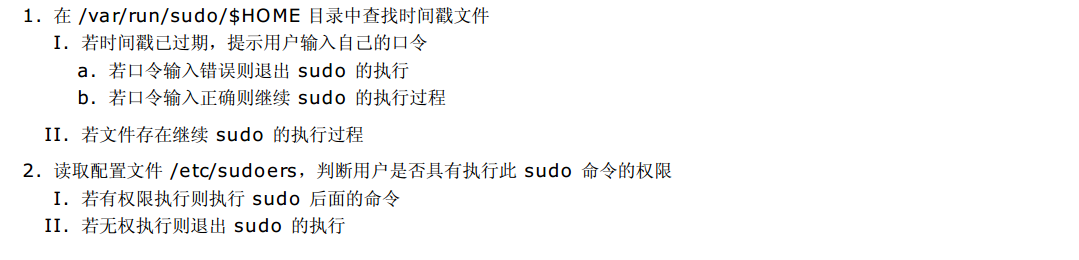 1. 在 /var/run/sudo/$HOME 目录中查找时间戳文件
I. 若时间戳已过期，提示用户输入自己的口令
a. 若口令输入错误则退出 sudo 的执行
b. 若口令输入正确则继续 sudo 的执行过程
II. 若文件存在继续 sudo 的执行过程
2. 读取配置文件 /etc/sudoers，判断用户是否具有执行此 sudo 命令的权限
I. 若有权限执行则执行 sudo 后面的命令
II. 若无权执行则退出 sudo 的执行